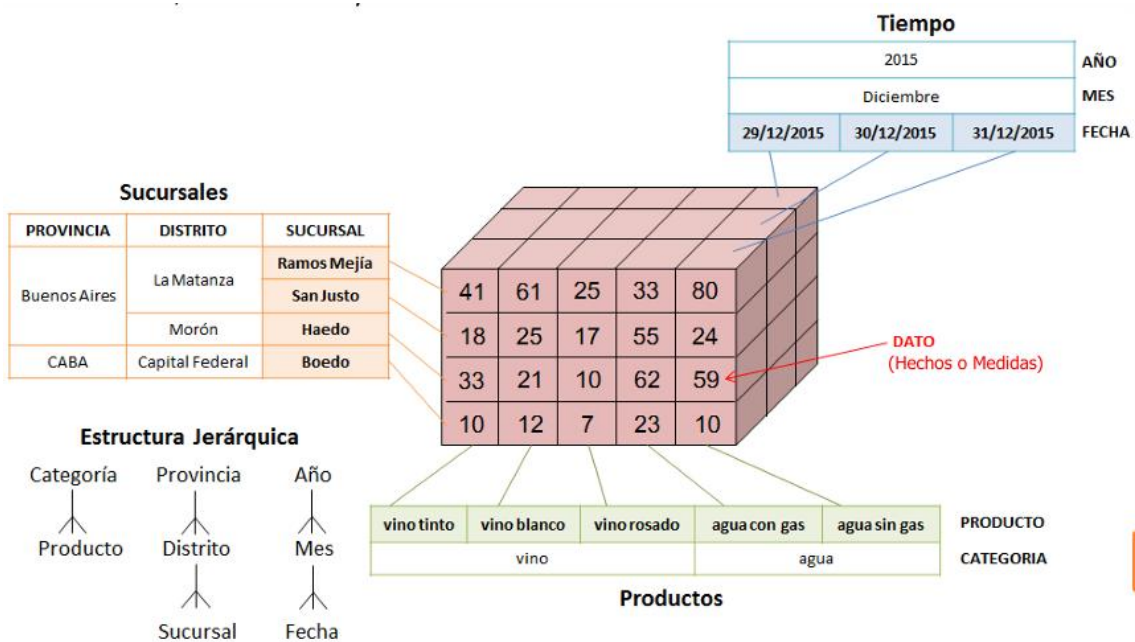 Tiempo
2015 AÑO
Diciembre MES
29/12/2015 30/12/2015 31/12/2015 FECHA
Sucursales
PROVINCIA DISTRITO SUCURSAL
Buenos Aires La Matanza Ramos Mejía
San Justo
Morón Haedo
CABA Capital Federal Boedo
41 61 25 33 80
18 25 17 55 24
33 21 10 62 59
10 12 7 23 10
DATO
(Hechos o Medidas)
Estructura Jerárquica
Categoría Provincia Año
Producto Distrito Mes
Sucursal Fecha
vino tinto vino blanco vino rosado agua con gas agua sin gas PRODUCTO
vino agua CATEGORIA
Productos